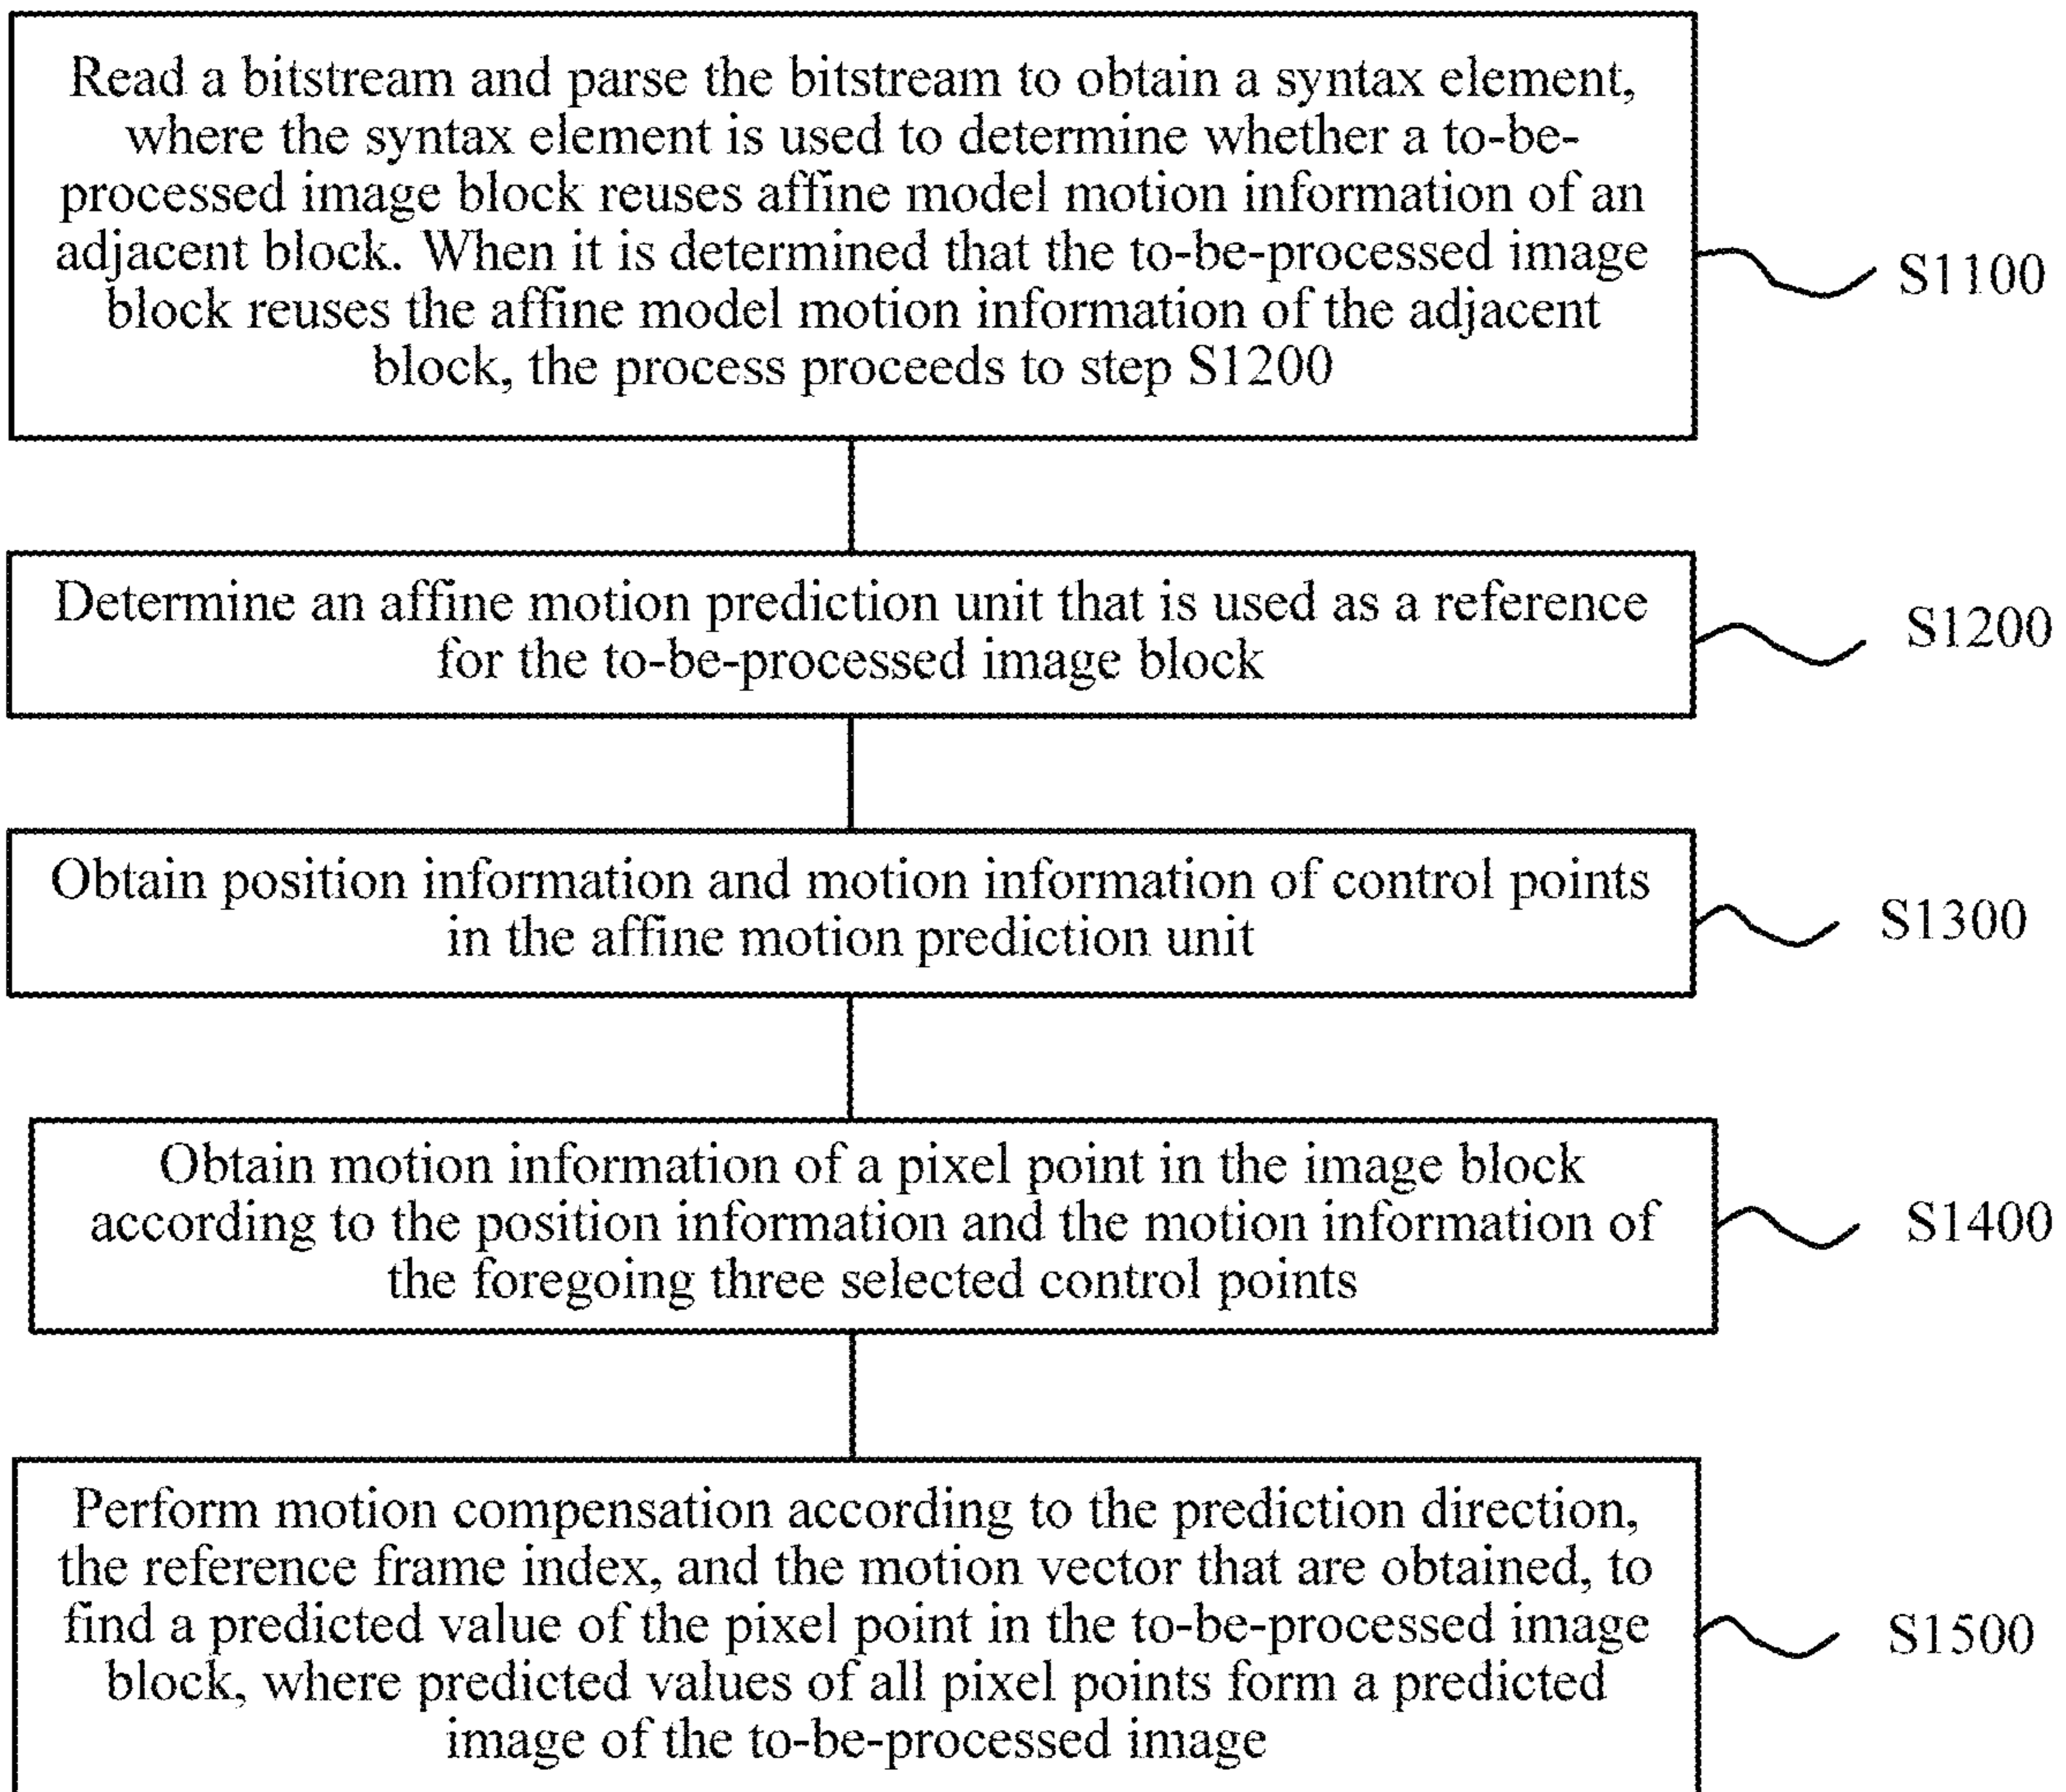 Read a bitstream and parse the bitstream to obtain a syntax element,
where the syntax element is used to determine whether a to-be-
processed image block reuses affine model motion information of an
adjacent block. When it is determined that the to-be-processed image
block reuses the affine model motion information of the adjacent
block, the process proceeds to step S1200
S1100
Determine an affine motion prediction unit that is used as a reference
for the to-be-processed image block
S1200
Obtain position information and motion information of control points
in the affine motion prediction unit
S1300
Obtain motion information of a pixel point in the image block
according to the position information and the motion information of
the foregoing three selected control points
S1400
Perform motion compensation according to the prediction direction,
the reference frame index, and the motion vector that are obtained, to
find a predicted value of the pixel point in the to-be-processed image
block, where predicted values of all pixel points form a predicted
image of the to-be-processed image
S1500